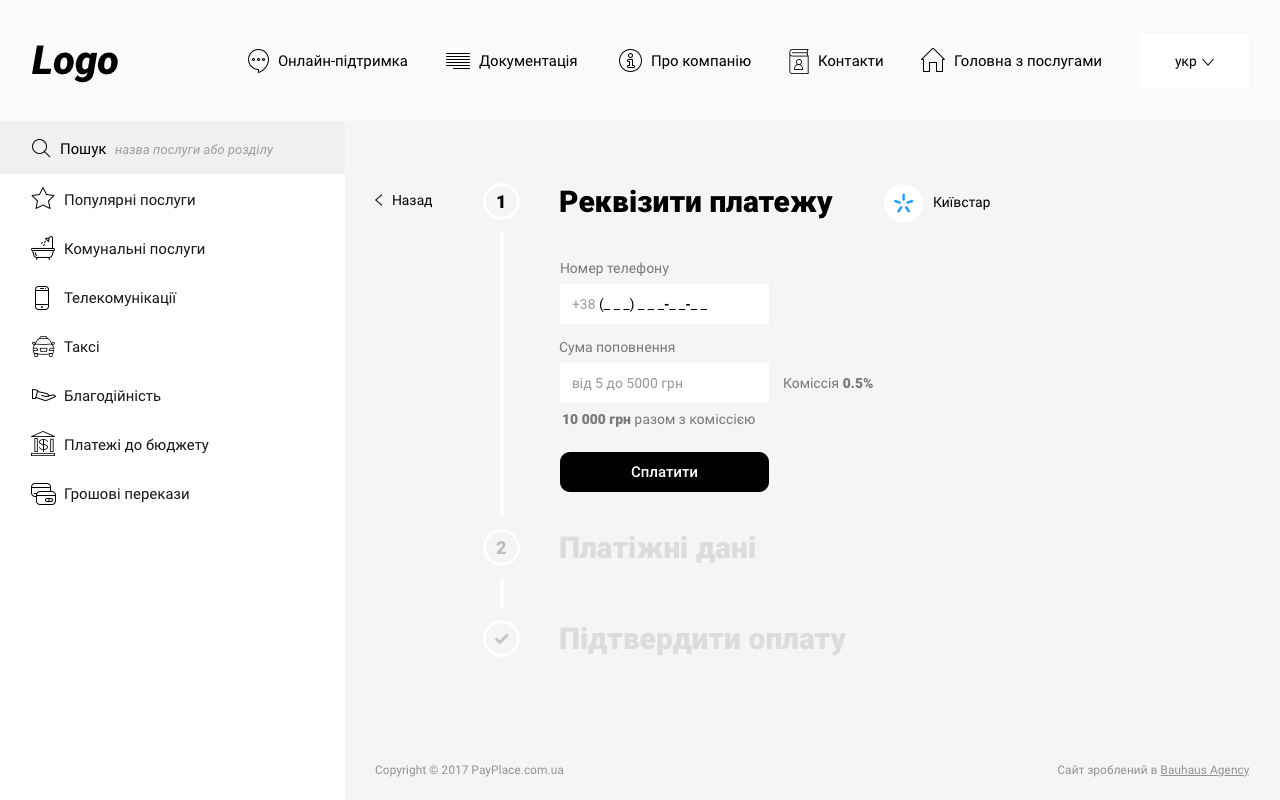 Logo
Онлайн-підтримка
Документація
Про компанію
Контакти
Головна з послугами
укр
Пошук назва послуги або розділу
Популярні послуги
Комунальні послуги
Телекомунікації
Таксі
Благодійність
Платежі до бюджету
Грошові перекази
Назад
1
Реквізити платежу
Київстар
Номер телефону
+38 (_ _ _) _ _ _-_ _-_ _
Сума поповнення
від 5 до 5000 грн
Коміссія 0.5%
10 000 грн разом з коміссією
Сплатити
2
Платіжні дані
Підтвердити оплату
Copyright © 2017 PayPlace.com.ua
Сайт зроблений в Bauhaus Agency